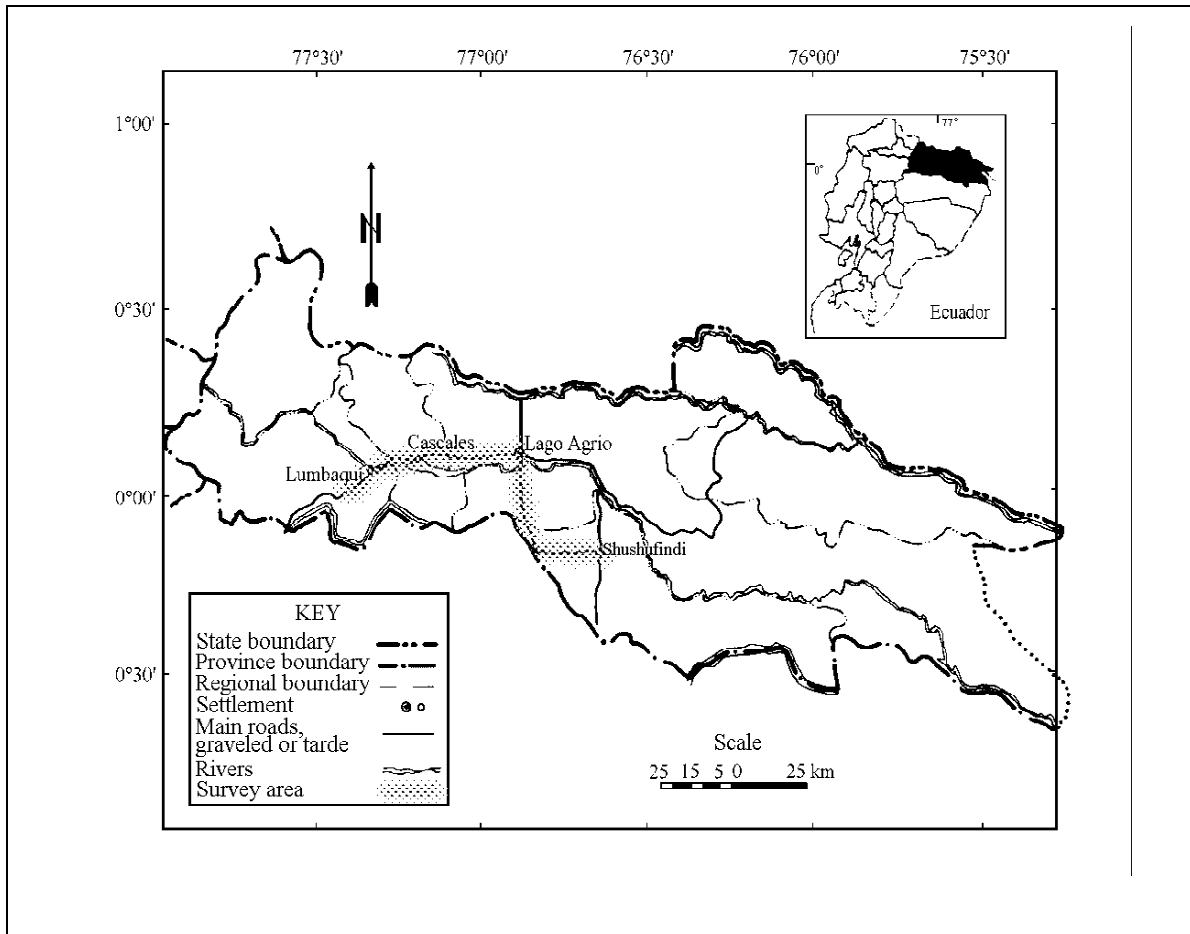 77°30' 77°00' 76°30' 76°00' 75°30'
1°00'
77°
0°
N
0°30'
Ecuador
Cascales
Lago Agrio
Lumbaqui
0°00'
Shushufindi
KEY
State boundary
Province boundary
Regional boundary
Settlement
Main roads,
graveled or tarde
Rivers
Survey area
0°30'
Scale
25 15 5 0 25 km